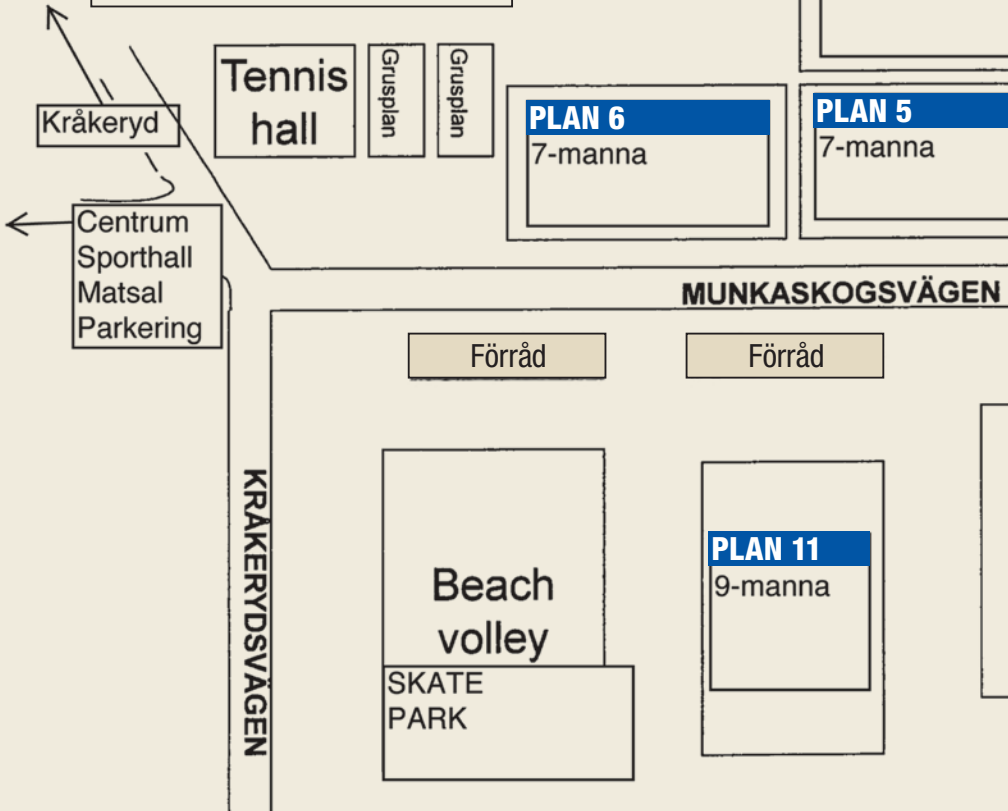 Tennis
hall
Grusplan
Grusplan
PLAN 6
7-manna
PLAN 5
7-manna
Kråkeryd
Centrum
Sporthall
Matsal
Parkering
MUNKASKOGSVÄGEN
Förråd
Förråd
KRÅKERYDSVÄGEN
Beach
volley
SKATE
PARK
PLAN 11
9-manna